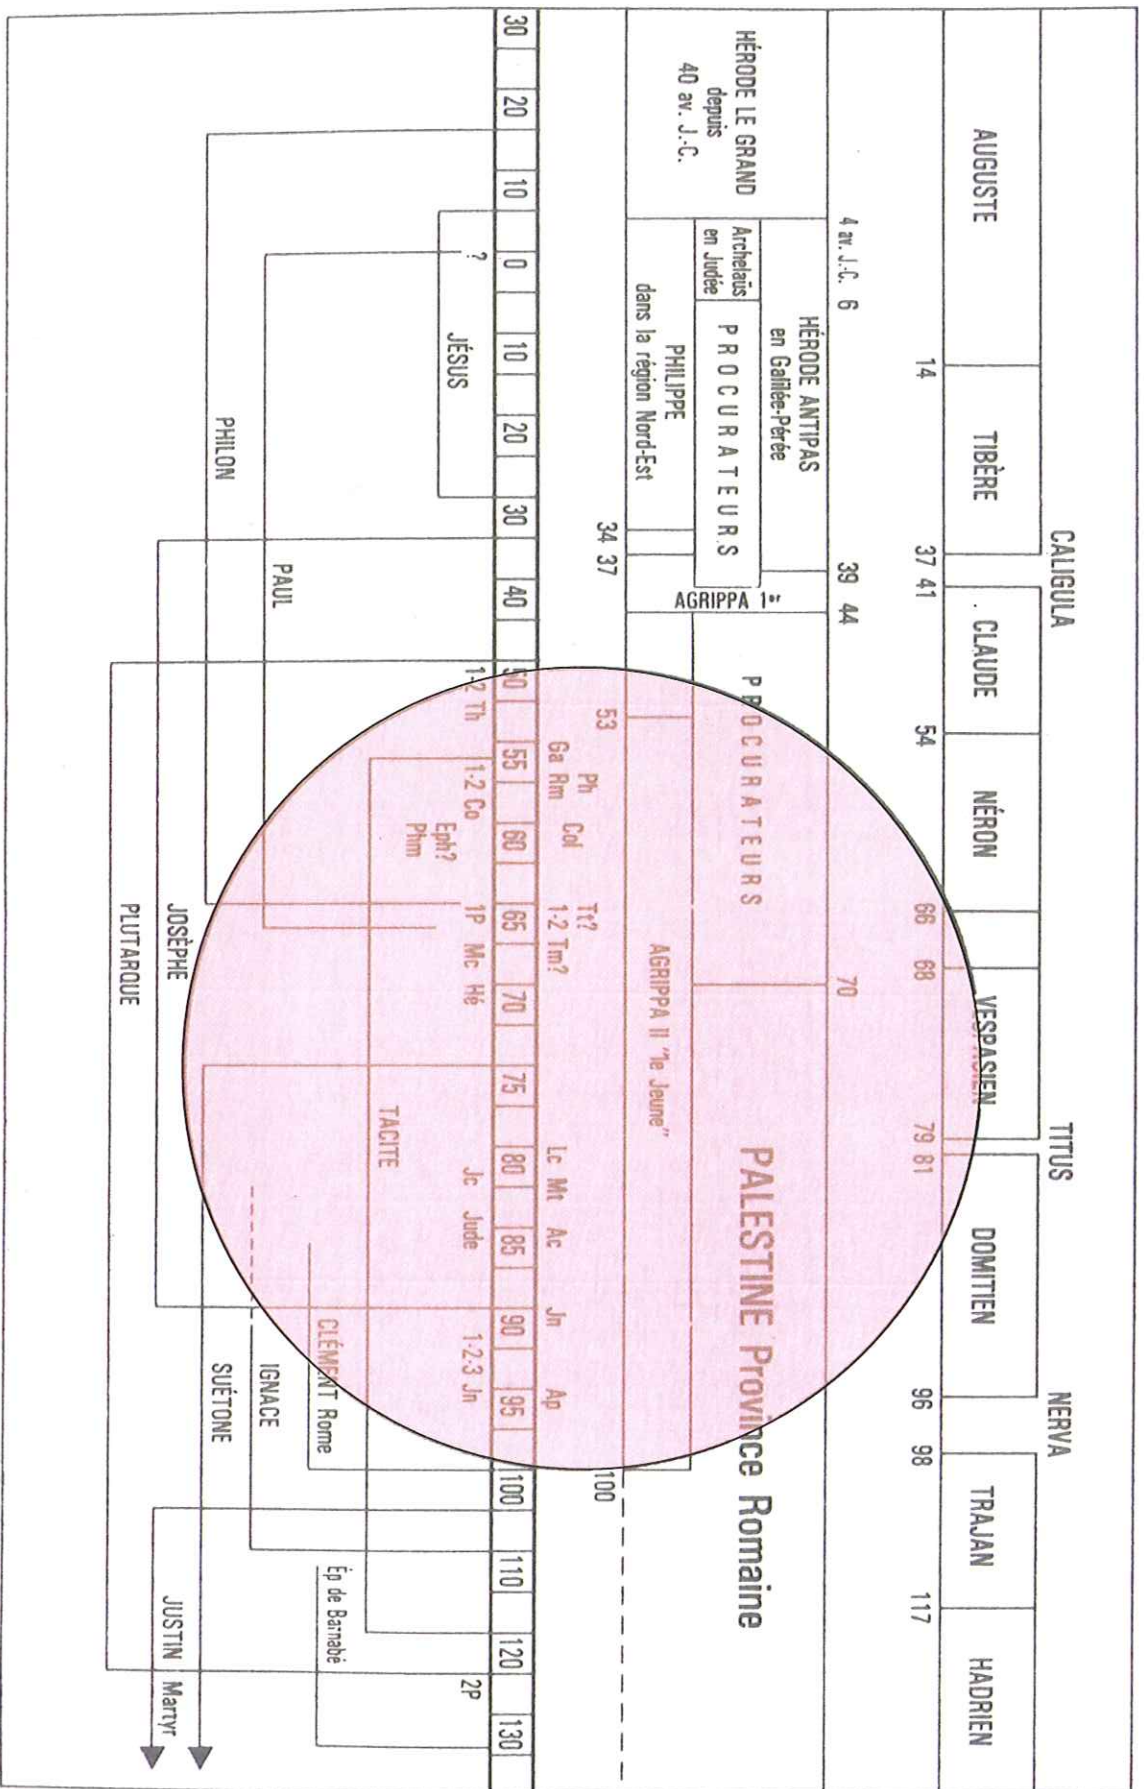 CALIGULA
TITUS
NERVA
AUGUSTE
TIBÈRE
. CLAUDE
NÉRON
VESPASIEN
DOMITIEN
TRAJAN
HADRIEN
14
37 41
54
66
68
79 81
96
98
117
4 av. J.-C. 6
39
44
70
HÉRODE LE GRAND
depuis
40 av. J.-C.
HÉRODE ANTIPAS
en Galilée-Pérée
Archelaüs
en Judée
PROCURATEURS
PHILIPPE
dans la région Nord-Est
AGRIPPA 1er
PROCURATEURS
PALESTINE Province Romaine
AGRIPPA II "le Jeune"
34 37
53
100
Ph
Col
Tt?
Ga Rm
1-2 Tm?
Lc Mt
Ac
Jn
Ap
30
20
10
0
10
20
30
40
50
55
60
65
70
75
80
85
90
95
100
110
120
130
?
1-2 Th
1-2 Co
1P
Mc Hé
Jc
Jude
1-2-3 Jn
2P
Eph?
Phm
JÉSUS
TACITE
CLÉMENT Rome
Ép de Barnabé
PAUL
IGNACE
PHILON
SUÉTONE
JOSÈPHE
JUSTIN Martyr
PLUTARQUE